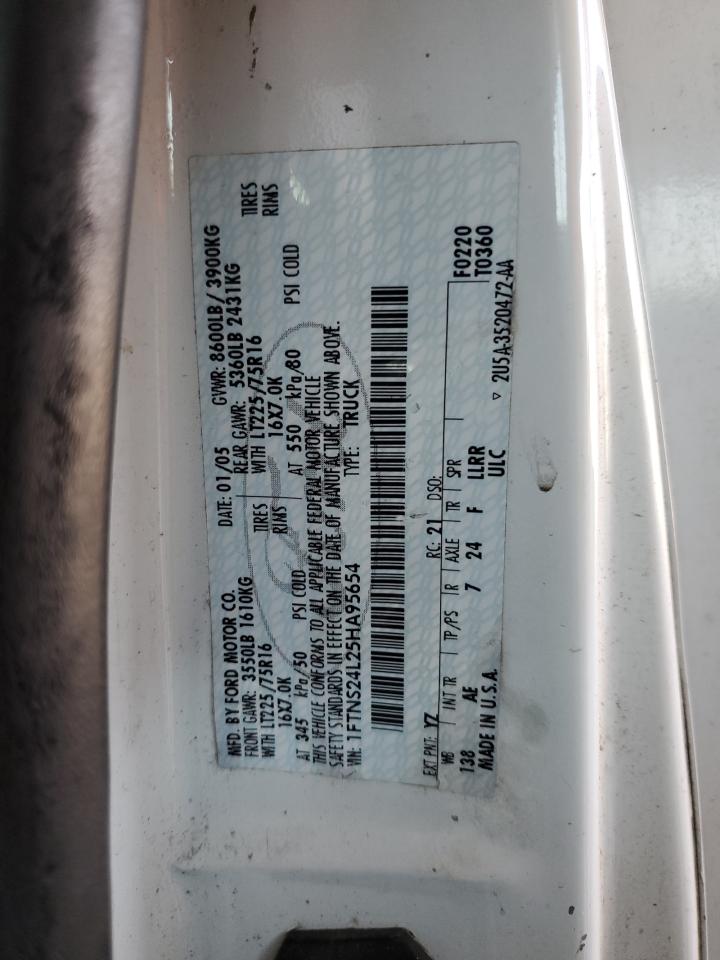 MFD. BY FORD MOTOR CO.
DATE: 01/05 GVWR: 8600LB/3900KG
FRONT GAWR: 3550LB 1610KG REAR GAWR: 5360LB 2431KG
WITH LT225/75R16 TIRES WITH LT225/75R16 TIRES
16X7.0K RIMS 16X7.0K RIMS
AT 345 kPa/50 PSI COLD AT 550 kPa/80 PSI COLD
THIS VEHICLE CONFORMS TO ALL APPLICABLE FEDERAL MOTOR VEHICLE
SAFETY STANDARDS IN EFFECT ON THE DATE OF MANUFACTURE SHOWN ABOVE.
VIN: 1FTNS24L25HA95654 TYPE: TRUCK
EXT PNT: YZ RC: 21 DSO: F0220
WB INT TR TP/PS R AXLE TR SPR T0360
138 AE 7 24 F LLRR
MADE IN U.S.A. ULC ▽ 2U5A-3520472-AA